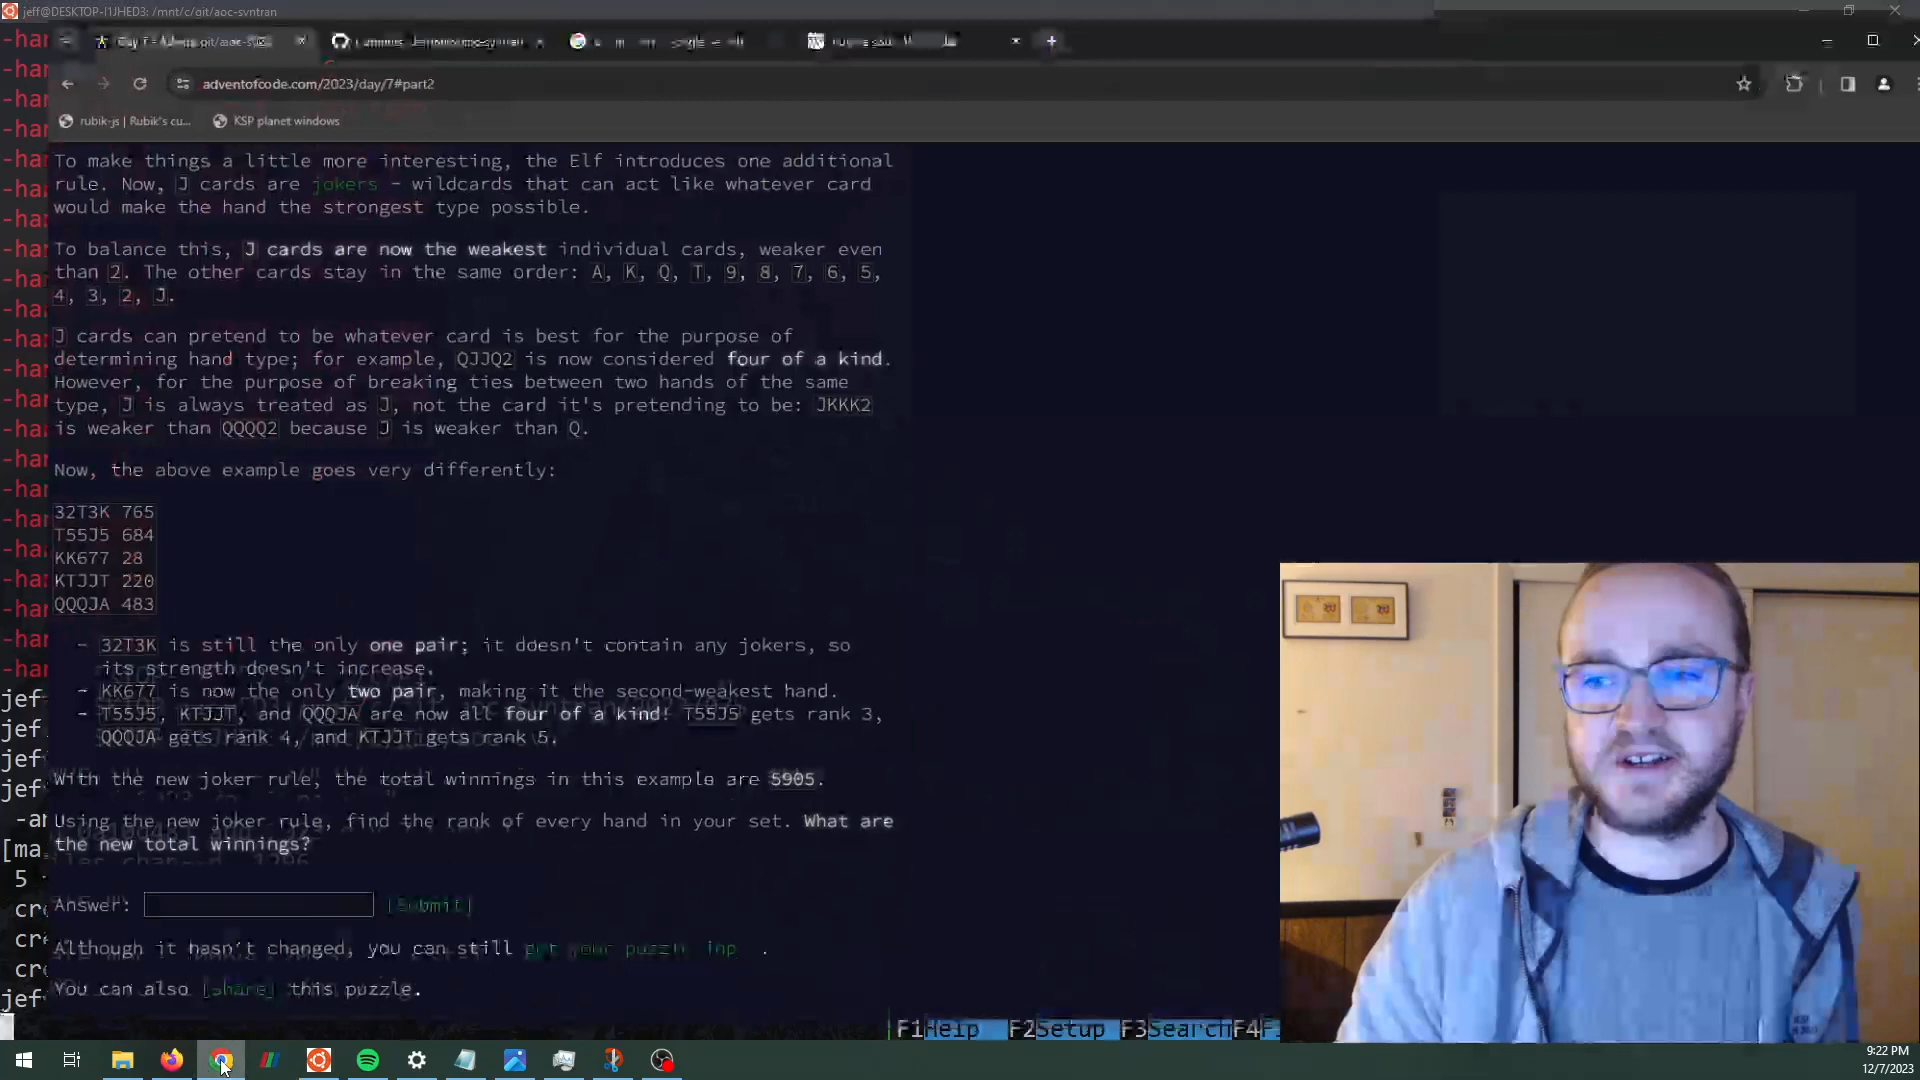 jeff@DESKTOP-I1JHED3: /mnt/c/git/aoc-syntran
adventofcode.com/2023/day/7#part2
rubik-js | Rubik's cu...
KSP planet windows
To make things a little more interesting, the Elf introduces one additional
rule. Now, J cards are jokers - wildcards that can act like whatever card
would make the hand the strongest type possible.
To balance this, J cards are now the weakest individual cards, weaker even
than 2. The other cards stay in the same order: A, K, Q, T, 9, 8, 7, 6, 5,
4, 3, 2, J.
J cards can pretend to be whatever card is best for the purpose of
determining hand type; for example, QJJQ2 is now considered four of a kind.
However, for the purpose of breaking ties between two hands of the same
type, J is always treated as J, not the card it's pretending to be: JKKK2
is weaker than QQQQ2 because J is weaker than Q.
Now, the above example goes very differently:
32T3K 765
T55J5 684
KK677 28
KTJJT 220
QQQJA 483
- 32T3K is still the only one pair; it doesn't contain any jokers, so
its strength doesn't increase.
- KK677 is now the only two pair, making it the second-weakest hand.
- T55J5, KTJJT, and QQQJA are now all four of a kind! T55J5 gets rank 3,
QQQJA gets rank 4, and KTJJT gets rank 5.
With the new joker rule, the total winnings in this example are 5905.
Using the new joker rule, find the rank of every hand in your set. What are
the new total winnings?
Answer: [Submit]
Although it hasn't changed, you can still get your puzzle inp .
You can also [Share] this puzzle.
F1Help F2Setup F3Search F4
9:22 PM
12/7/2023